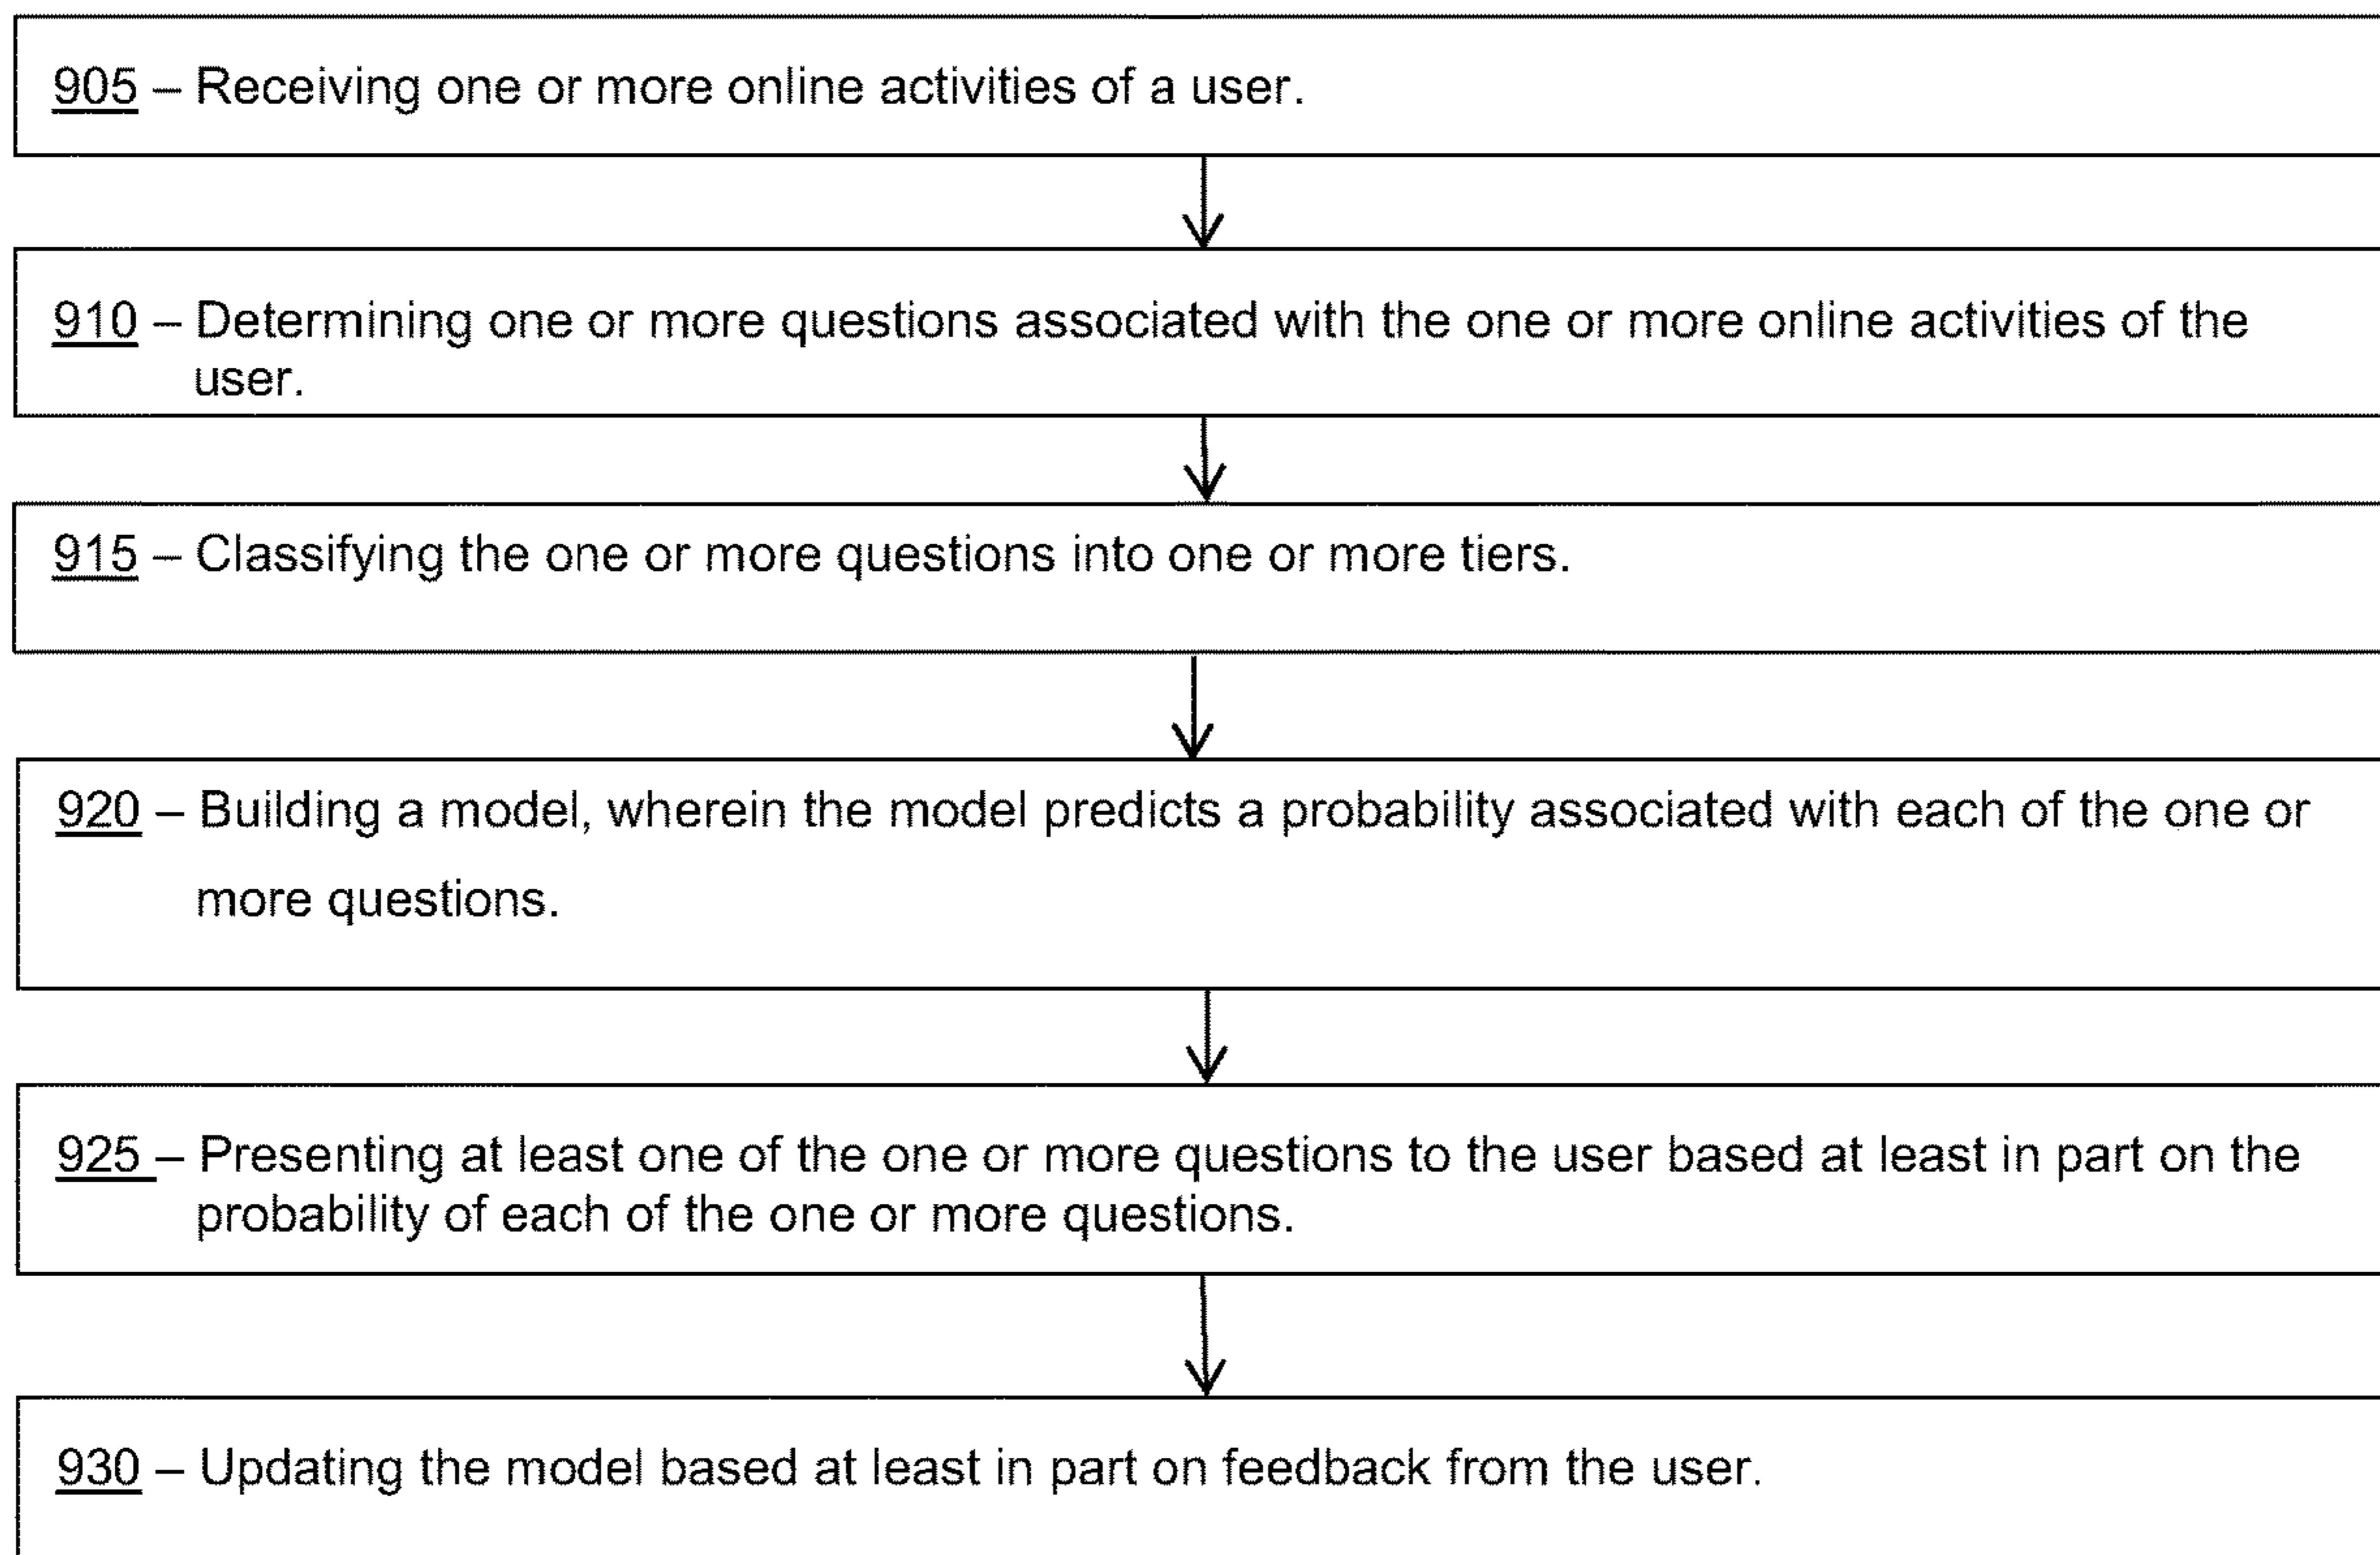 905 – Receiving one or more online activities of a user.
910 – Determining one or more questions associated with the one or more online activities of the
user.
915 – Classifying the one or more questions into one or more tiers.
920 – Building a model, wherein the model predicts a probability associated with each of the one or
more questions.
925 – Presenting at least one of the one or more questions to the user based at least in part on the
probability of each of the one or more questions.
930 – Updating the model based at least in part on feedback from the user.